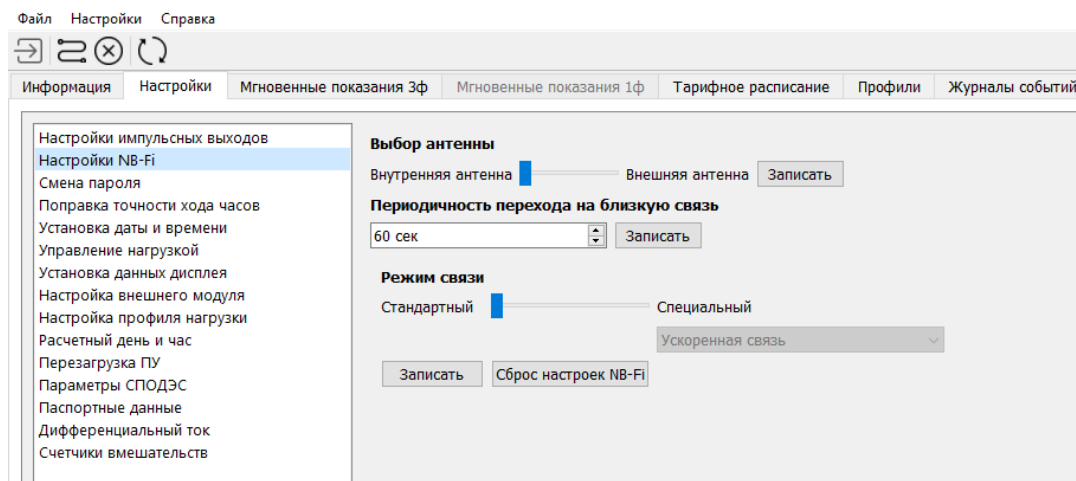 Файл Настройки Справка
Информация Настройки Мгновенные показания 3ф Мгновенные показания 1ф Тарифное расписание Профили Журналы событий
Настройки импульсных выходов
Настройки NB-Fi
Смена пароля
Поправка точности хода часов
Установка даты и времени
Управление нагрузкой
Установка данных дисплея
Настройка внешнего модуля
Настройка профиля нагрузки
Расчетный день и час
Перезагрузка ПУ
Параметры СПОДЭС
Паспортные данные
Дифференциальный ток
Счетчики вмешательств
Выбор антенны
Внутренняя антенна Внешняя антенна Записать
Периодичность перехода на близкую связь
60 сек Записать
Режим связи
Стандартный Специальный
Ускоренная связь
Записать Сброс настроек NB-Fi